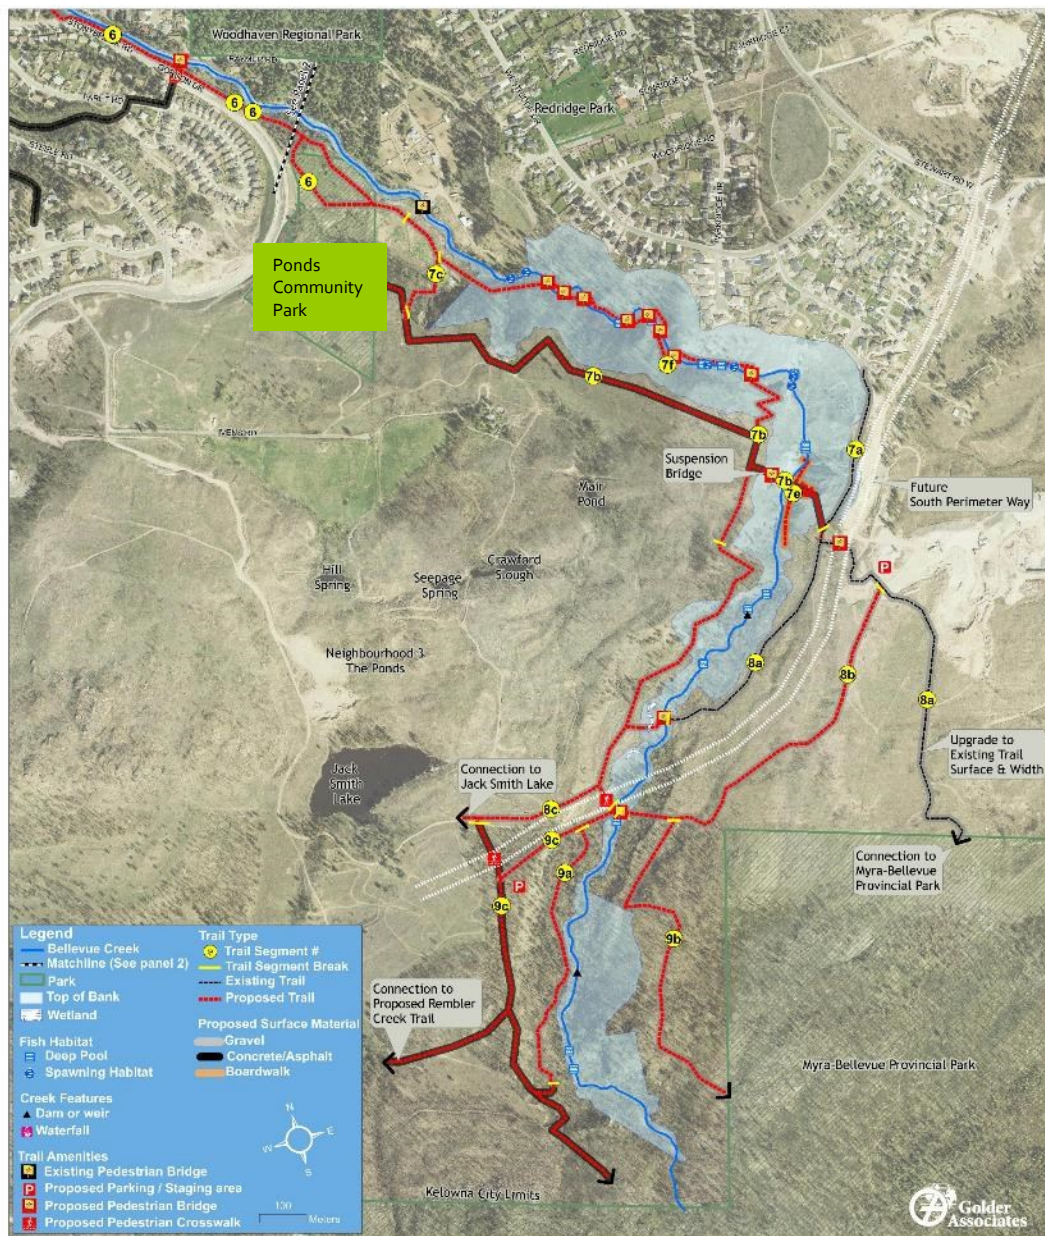 Woodhaven Regional Park
6
GORDON DR
6
6
REDRIDGE RD
Redridge Park
STEWART RD W
6
Ponds
Community
Park
7c
7f
7b
7b
7a
Suspension
Bridge
7b
7e
Future
South Perimeter Way
Mair
Pond
Crawford
Slough
Hill
Spring
Seepage
Spring
P
Neighbourhood 3
The Ponds
8a
8b
8a
Upgrade to
Existing Trail
Surface & Width
Jack
Smith
Lake
Connection to
Jack Smith Lake
8c
9c
9a
P
9c
9b
Connection to
Myra-Bellevue
Provincial Park
Connection to
Proposed Rembler
Creek Trail
Myra-Bellevue Provincial Park
Kelowna City Limits
Legend
Bellevue Creek
Matchline (See panel 2)
Park
Top of Bank
Wetland
Fish Habitat
Deep Pool
Spawning Habitat
Creek Features
Dam or weir
Waterfall
Trail Amenities
Existing Pedestrian Bridge
Proposed Parking / Staging area
Proposed Pedestrian Bridge
Proposed Pedestrian Crosswalk
Trail Type
Trail Segment #
Trail Segment Break
Existing Trail
Proposed Trail
Proposed Surface Material
Gravel
Concrete/Asphalt
Boardwalk
N
E
W
S
100
Meters
Golder
Associates